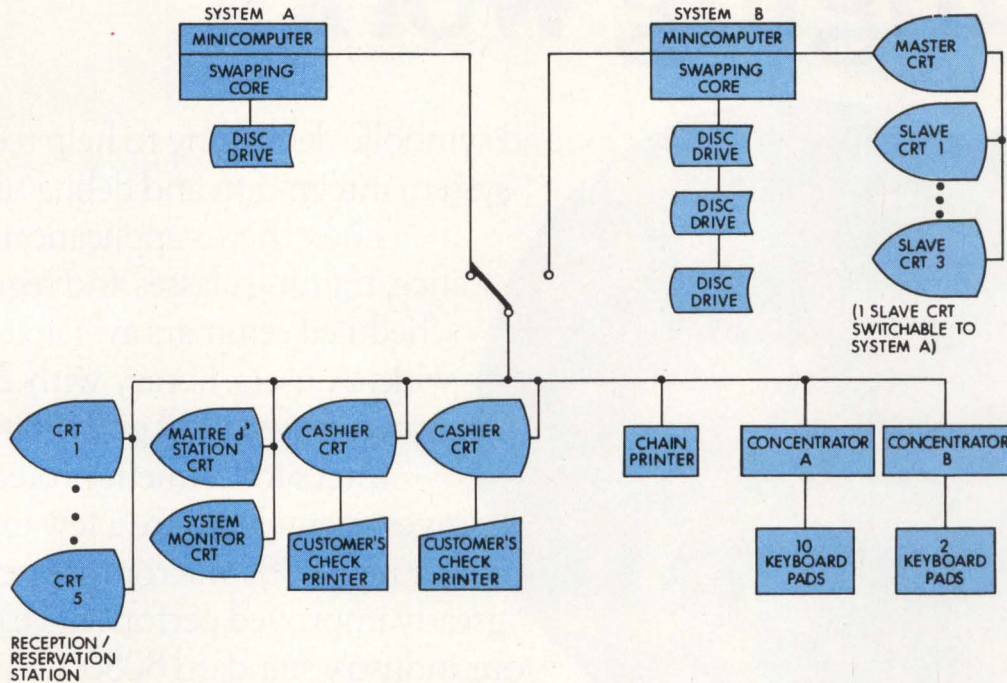 SYSTEM A
MINICOMPUTER
SWAPPING
CORE
DISC
DRIVE
SYSTEM B
MINICOMPUTER
SWAPPING
CORE
DISC
DRIVE
DISC
DRIVE
DISC
DRIVE
MASTER
CRT
SLAVE
CRT 1
SLAVE
CRT 3
(1 SLAVE CRT
SWITCHABLE TO
SYSTEM A)
CRT
1
CRT
5
RECEPTION/
RESERVATION
STATION
MAITRE d'
STATION
CRT
SYSTEM
MONITOR
CRT
CASHIER
CRT
CUSTOMER'S
CHECK
PRINTER
CASHIER
CRT
CUSTOMER'S
CHECK
PRINTER
CHAIN
PRINTER
CONCENTRATOR
A
10
KEYBOARD
PADS
CONCENTRATOR
B
2
KEYBOARD
PADS